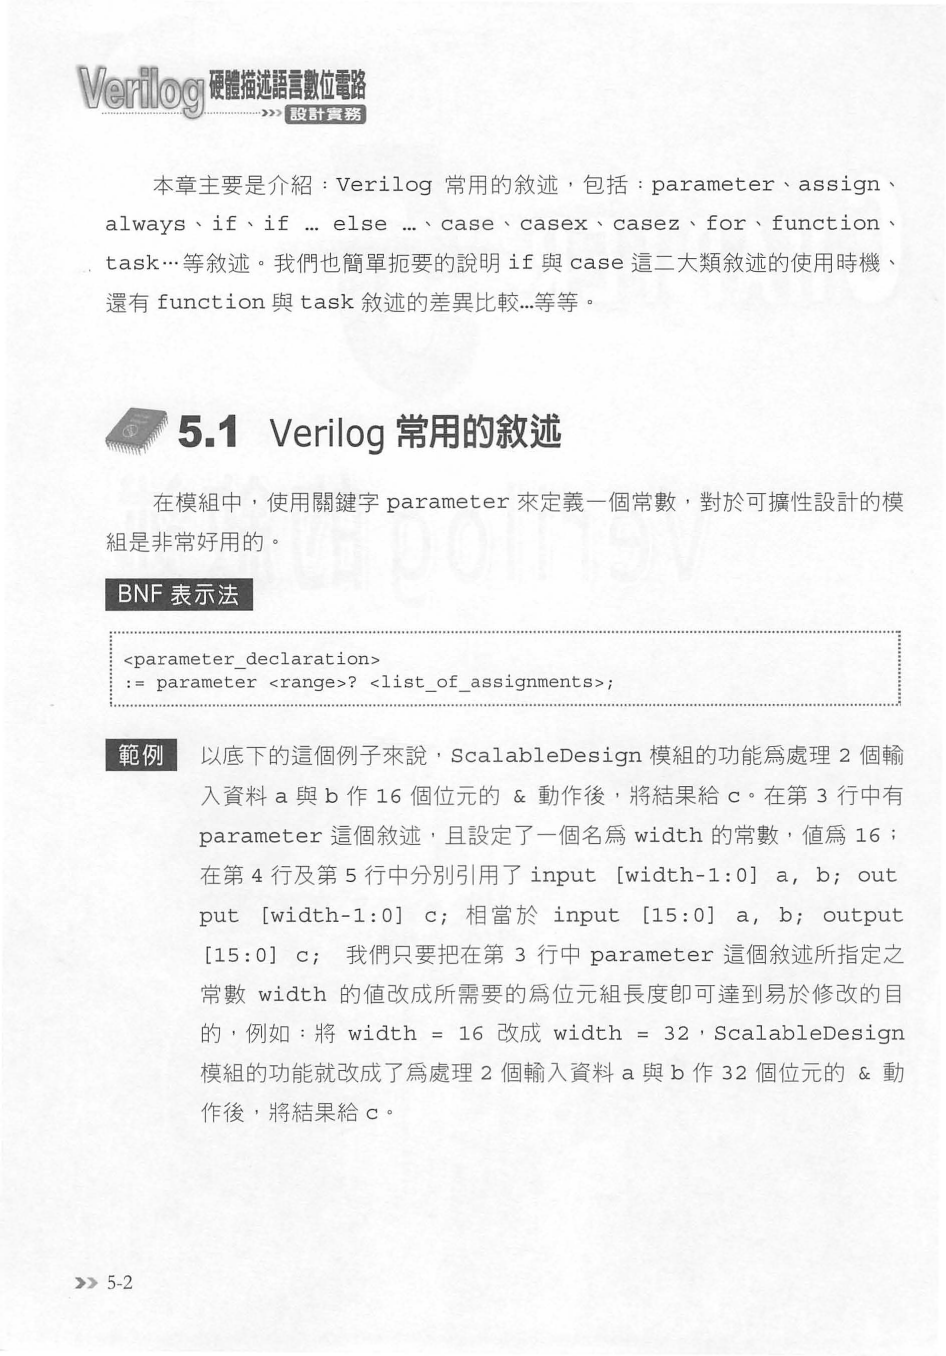 Verilog 硬體描述語言數位電路
設計實務
本章主要是介紹：Verilog 常用的敘述，包括：parameter、assign、
always、if、if … else …、case、casex、casez、for、function、
task…等敘述。我們也簡單扼要的說明 if 與 case 這二大類敘述的使用時機、
還有 function 與 task 敘述的差異比較…等等。
5.1 Verilog 常用的敘述
在模組中，使用關鍵字 parameter 來定義一個常數，對於可擴性設計的模
組是非常好用的。
BNF 表示法
<parameter_declaration>
:= parameter <range>? <list_of_assignments>;
範例 以底下的這個例子來說，ScalableDesign 模組的功能爲處理 2 個輸
入資料 a 與 b 作 16 個位元的 & 動作後，將結果給 c。在第 3 行中有
parameter 這個敘述，且設定了一個名爲 width 的常數，値爲 16；
在第 4 行及第 5 行中分別引用了 input [width-1:0] a, b; out
put [width-1:0] c; 相當於 input [15:0] a, b; output
[15:0] c; 我們只要把在第 3 行中 parameter 這個敘述所指定之
常數 width 的値改成所需要的爲位元組長度卽可達到易於修改的目
的，例如：將 width = 16 改成 width = 32，ScalableDesign
模組的功能就改成了爲處理 2 個輸入資料 a 與 b 作 32 個位元的 & 動
作後，將結果給 c。
5-2